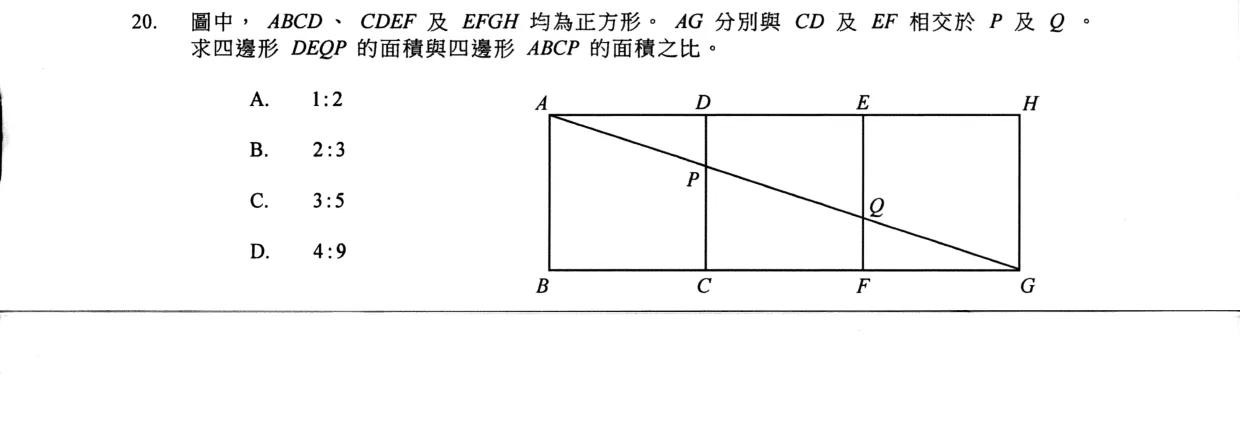 20. 圖中，ABCD、CDEF 及 EFGH 均為正方形。AG 分別與 CD 及 EF 相交於 P 及 Q 。
求四邊形 DEQP 的面積與四邊形 ABCP 的面積之比。
A. 1:2
B. 2:3
C. 3:5
D. 4:9
A D E H
P
Q
B C F G